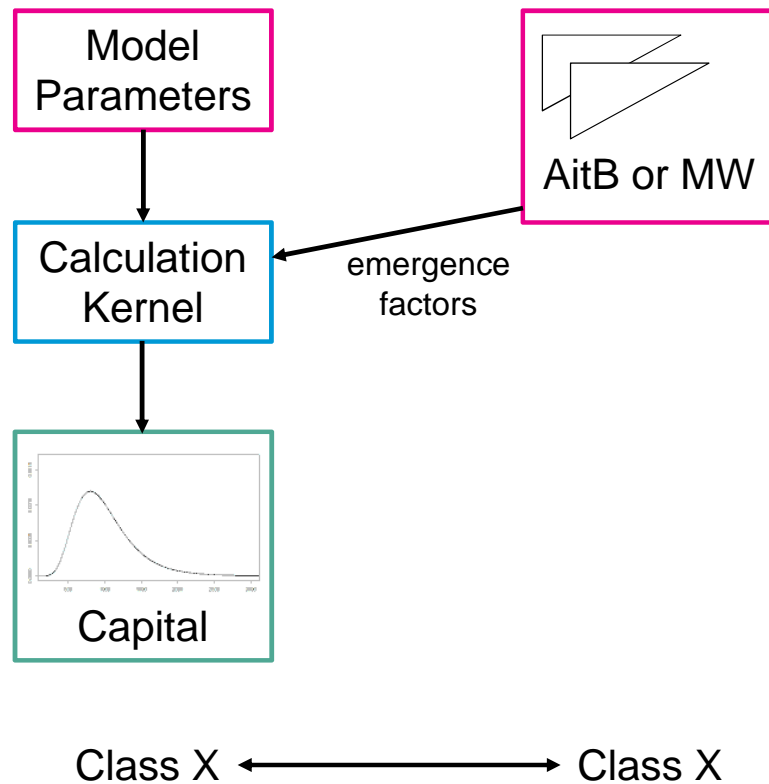 Model
Parameters
AitB or MW
Calculation
Kernel
emergence
factors
Capital
Class X
Class X